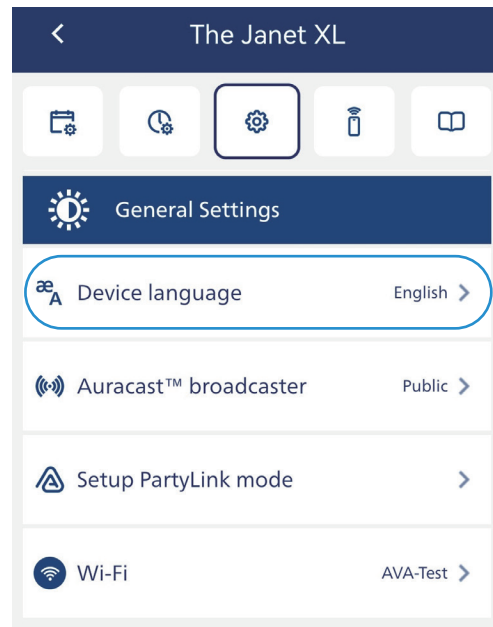 The Janet XL
General Settings
Device language English
Auracast™ broadcaster Public
Setup PartyLink mode
Wi-Fi AVA-Test